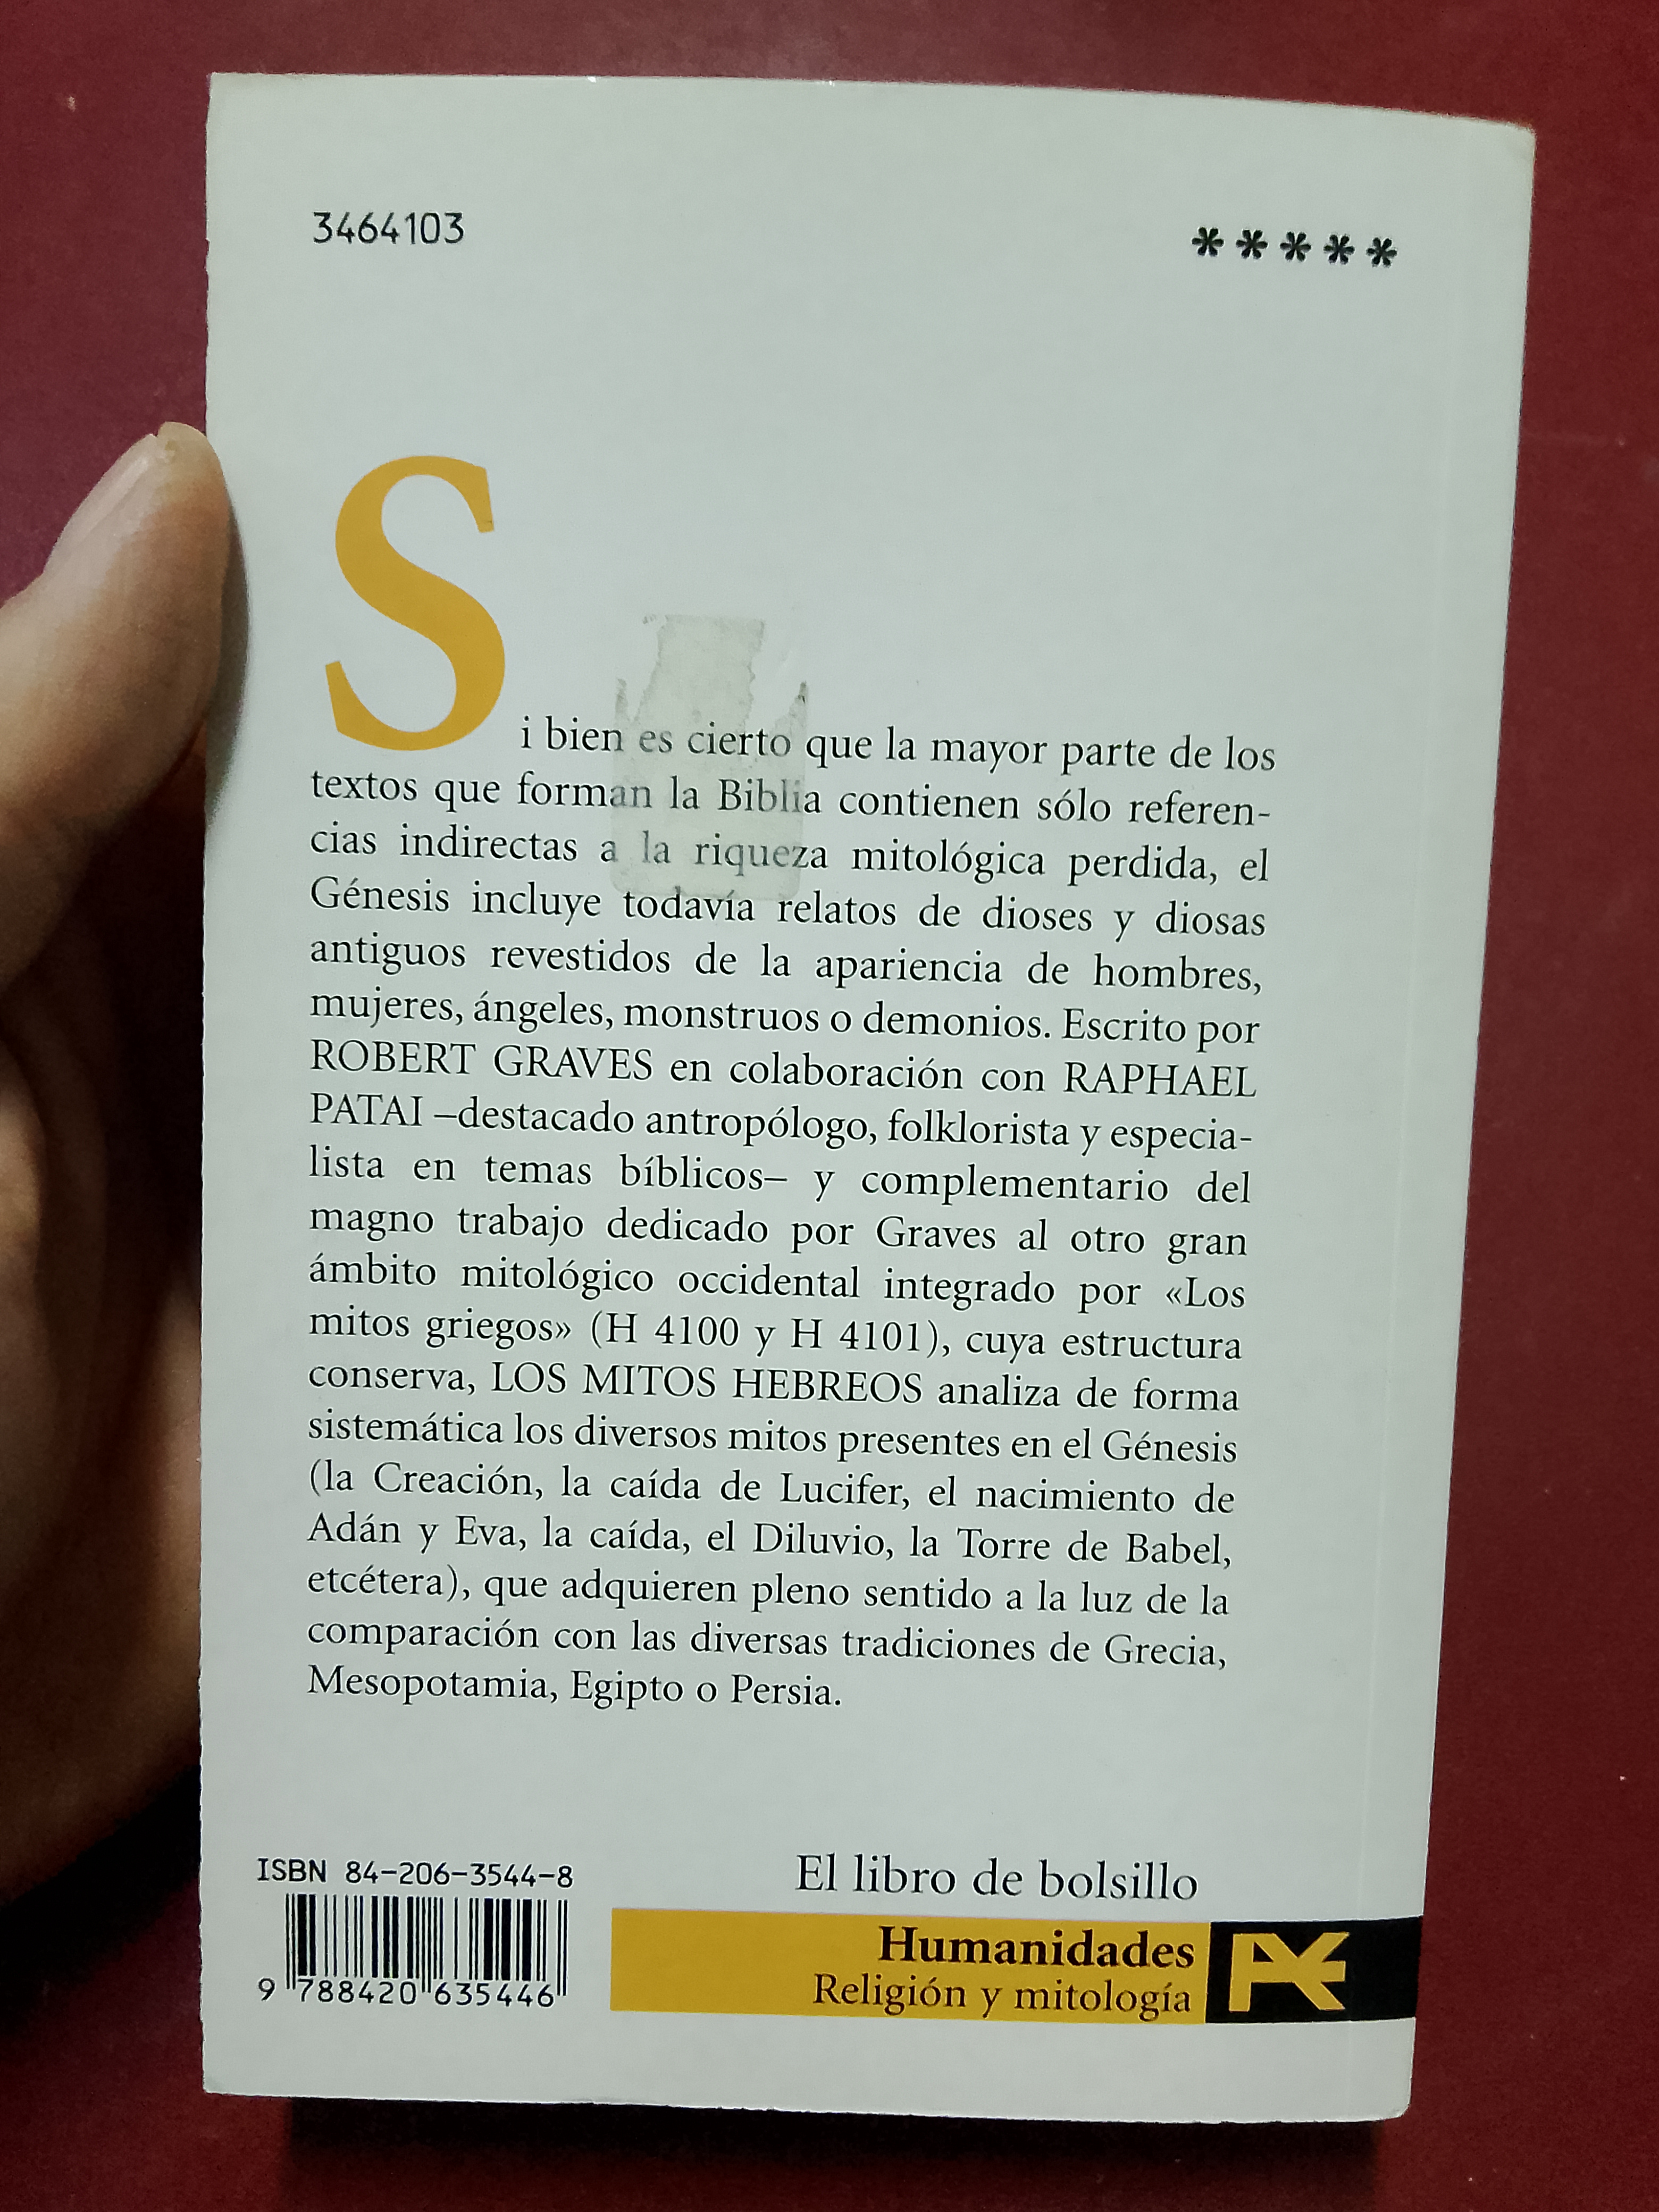 3464103
*****
Si bien es cierto que la mayor parte de los
textos que forman la Biblia contienen sólo referen-
cias indirectas a la riqueza mitológica perdida, el
Génesis incluye todavía relatos de dioses y diosas
antiguos revestidos de la apariencia de hombres,
mujeres, ángeles, monstruos o demonios. Escrito por
ROBERT GRAVES en colaboración con RAPHAEL
PATAI –destacado antropólogo, folklorista y especia-
lista en temas bíblicos– y complementario del
magno trabajo dedicado por Graves al otro gran
ámbito mitológico occidental integrado por «Los
mitos griegos» (H 4100 y H 4101), cuya estructura
conserva, LOS MITOS HEBREOS analiza de forma
sistemática los diversos mitos presentes en el Génesis
(la Creación, la caída de Lucifer, el nacimiento de
Adán y Eva, la caída, el Diluvio, la Torre de Babel,
etcétera), que adquieren pleno sentido a la luz de la
comparación con las diversas tradiciones de Grecia,
Mesopotamia, Egipto o Persia.
ISBN 84-206-3544-8
9 788420 635446
El libro de bolsillo
Humanidades
Religión y mitología